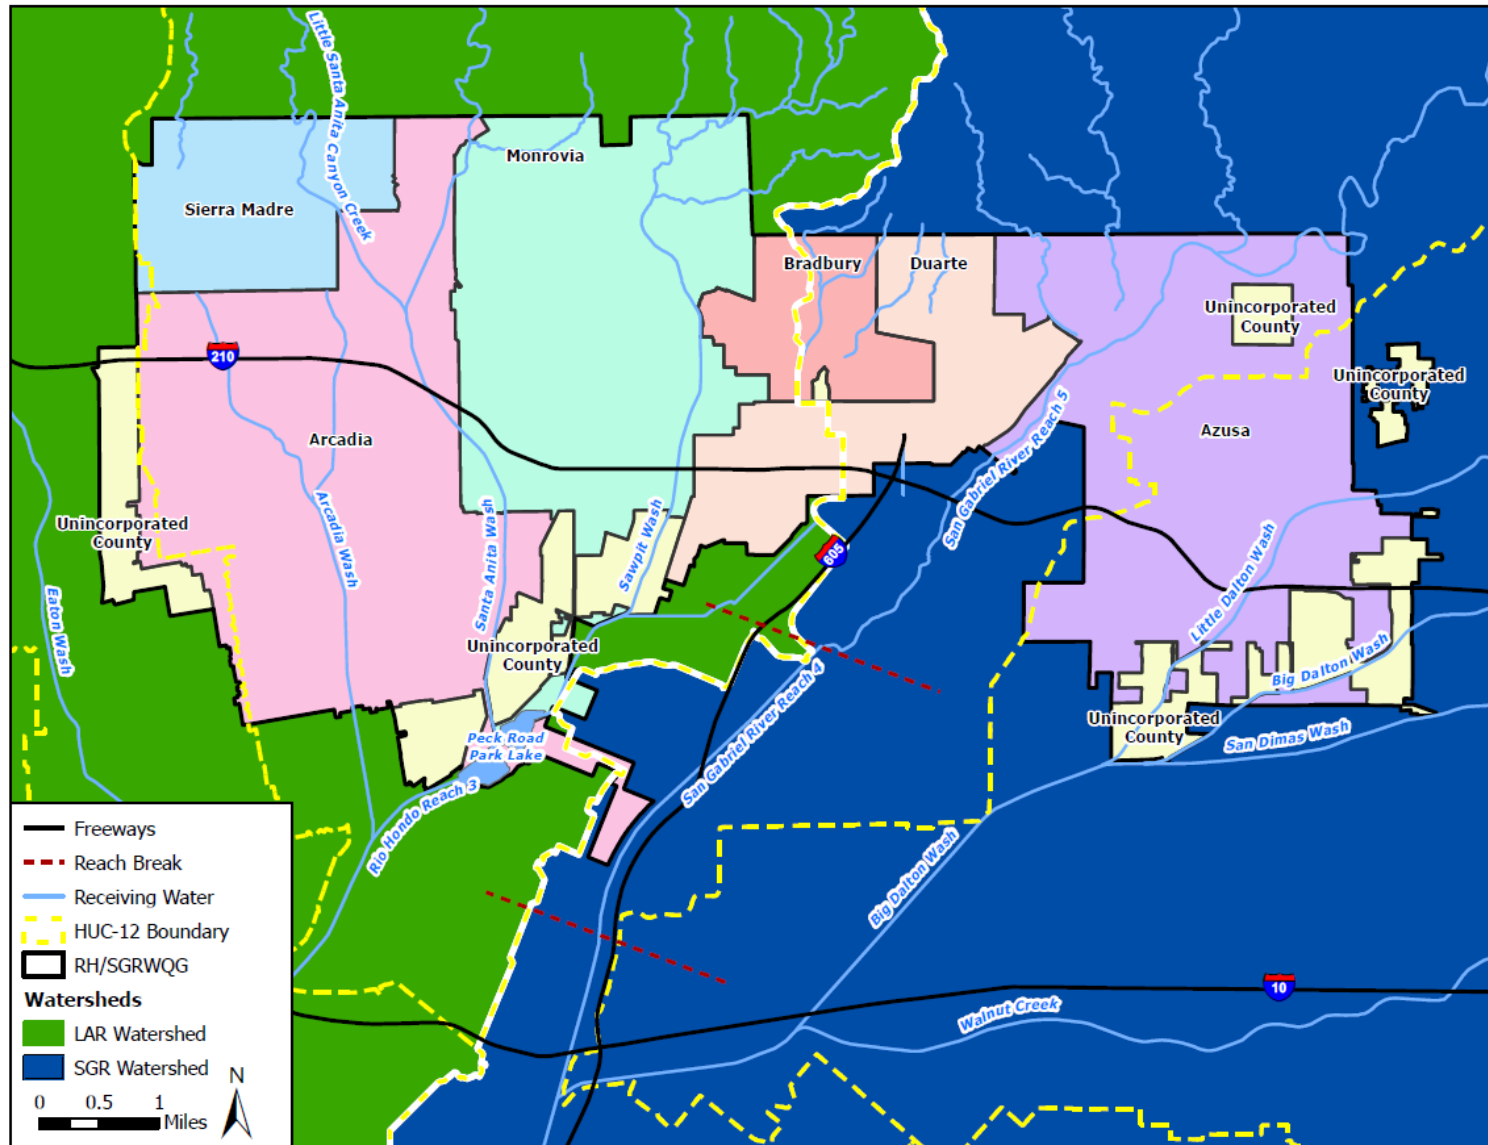 Little Santa Anita Canyon Creek
Monrovia
Sierra Madre
Bradbury
Duarte
Unincorporated
County
210
Unincorporated
County
Arcadia
Azusa
San Gabriel River Reach 5
Arcadia Wash
Santa Anita Wash
Sawpit Wash
Unincorporated
County
605
Little Dalton Wash
Eaton Wash
Unincorporated
County
Big Dalton Wash
San Gabriel River Reach 4
Unincorporated
County
San Dimas Wash
Peck Road
Park Lake
Rio Hondo Reach 3
Big Dalton Wash
10
Walnut Creek
Freeways
Reach Break
Receiving Water
HUC-12 Boundary
RH/SGRWQG
Watersheds
LAR Watershed
SGR Watershed
N
0 0.5 1
Miles